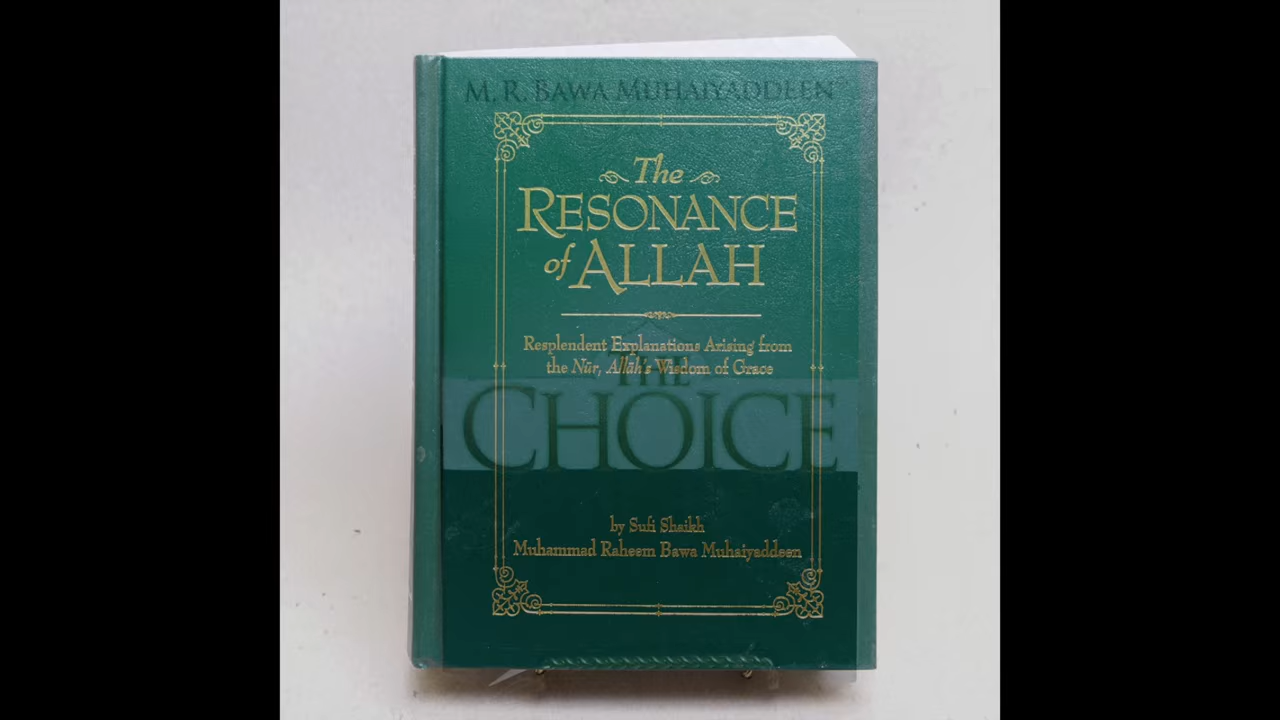 M. R. BAWA MUHAIYADDEEN
The
RESONANCE
of ALLAH
Resplendent Explanations Arising from
the Nūr, Allāh's Wisdom of Grace
THE
CHOICE
by Sufi Shaikh
Muhammad Raheem Bawa Muhaiyaddeen